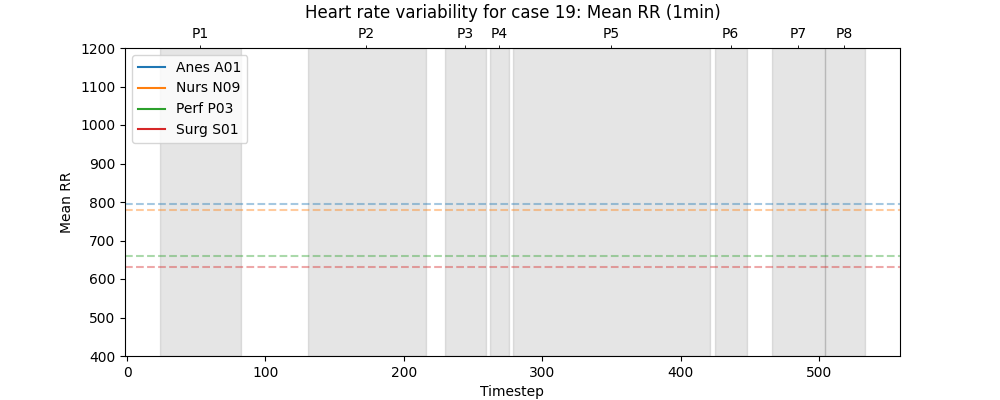 Heart rate variability for case 19: Mean RR (1min)
P1 P2 P3 P4 P5 P6 P7 P8
1200
1100
1000
900
800
700
600
500
400
Mean RR
Anes A01
Nurs N09
Perf P03
Surg S01
0 100 200 300 400 500
Timestep